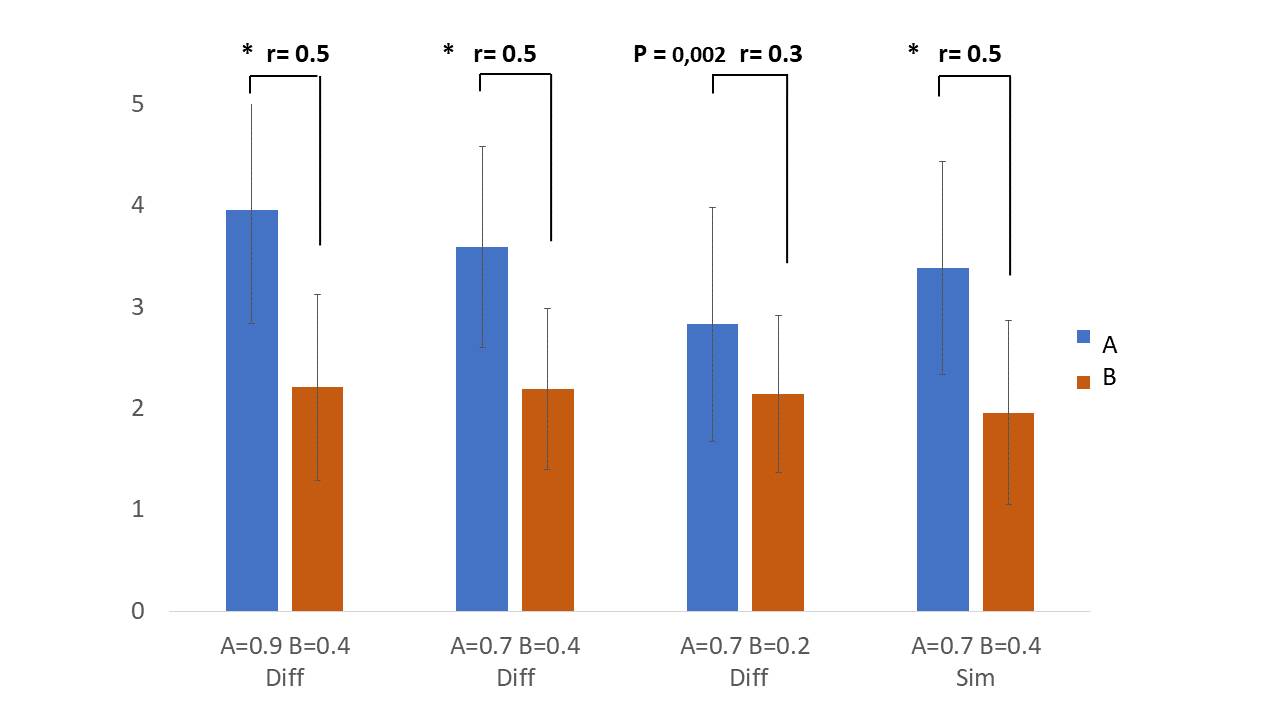 * r= 0.5
* r= 0.5
P = 0,002 r= 0.3
* r= 0.5
5
4
3
2
1
0
A
B
A=0.9 B=0.4
Diff
A=0.7 B=0.4
Diff
A=0.7 B=0.2
Diff
A=0.7 B=0.4
Sim